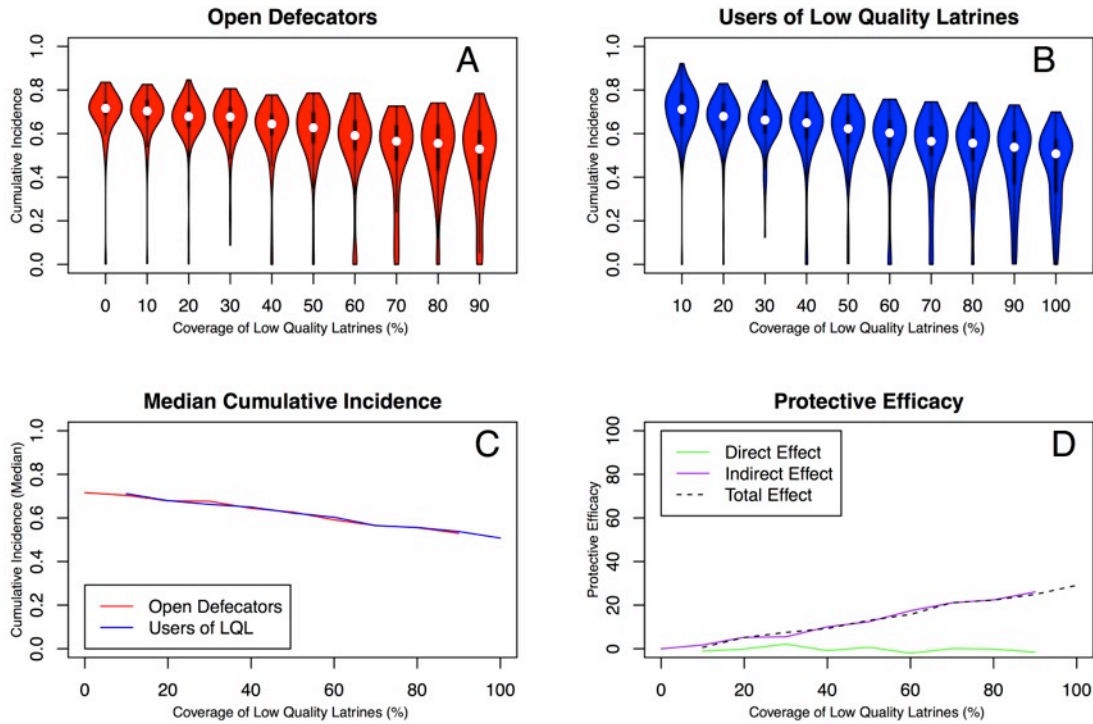 Open Defecators
A
Cumulative Incidence
0.0 0.2 0.4 0.6 0.8 1.0
0 10 20 30 40 50 60 70 80 90
Coverage of Low Quality Latrines (%)
Users of Low Quality Latrines
B
Cumulative Incidence
0.0 0.2 0.4 0.6 0.8 1.0
10 20 30 40 50 60 70 80 90 100
Coverage of Low Quality Latrines (%)
Median Cumulative Incidence
C
Cumulative Incidence (Median)
0.0 0.2 0.4 0.6 0.8 1.0
Open Defecators
Users of LQL
0 20 40 60 80 100
Coverage of Low Quality Latrines (%)
Protective Efficacy
D
Protective Efficacy
0 20 40 60 80 100
Direct Effect
Indirect Effect
Total Effect
0 20 40 60 80 100
Coverage of Low Quality Latrines (%)